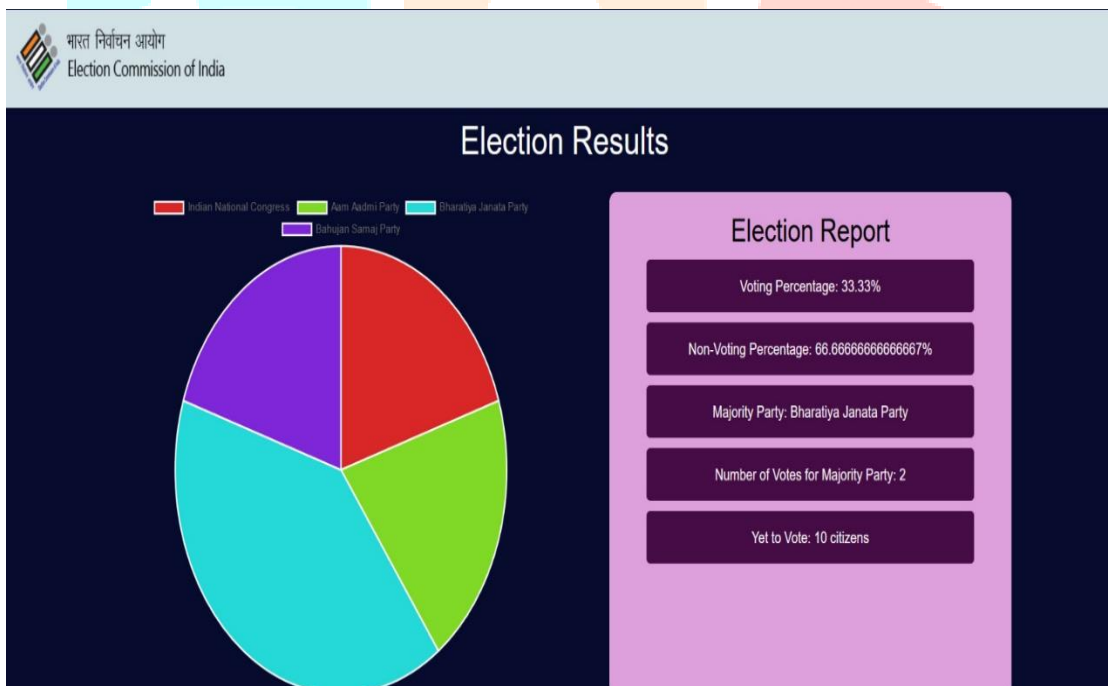 भारत निर्वाचन आयोग
Election Commission of India
Election Results
Indian National Congress Aam Aadmi Party Bharatiya Janata Party
Bahujan Samaj Party
Election Report
Voting Percentage: 33.33%
Non-Voting Percentage: 66.66666666666667%
Majority Party: Bharatiya Janata Party
Number of Votes for Majority Party: 2
Yet to Vote: 10 citizens